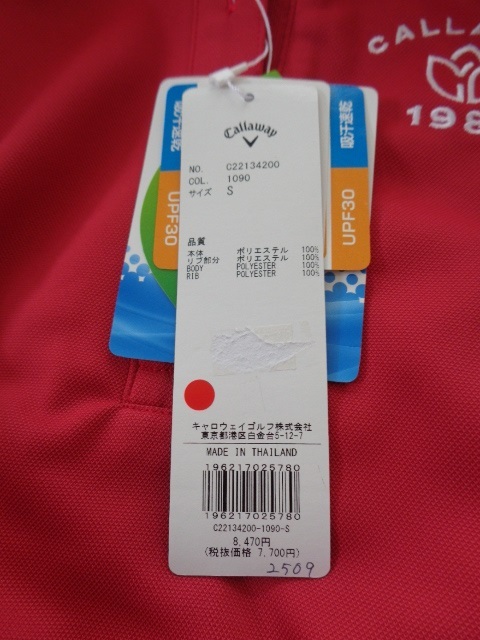 CALLA
198
吸汗速乾
UPF30
UPF30
Callaway
NO. C22134200
COL. 1090
サイズ S
品質
本体 ポリエステル 100%
リブ部分 ポリエステル 100%
BODY POLYESTER 100%
RIB POLYESTER 100%
キャロウェイゴルフ株式会社
東京都港区白金台5-12-7
MADE IN THAILAND
196217025780
196217025780
C22134200-1090-S
8,470円
(税抜価格 7,700円)
2509